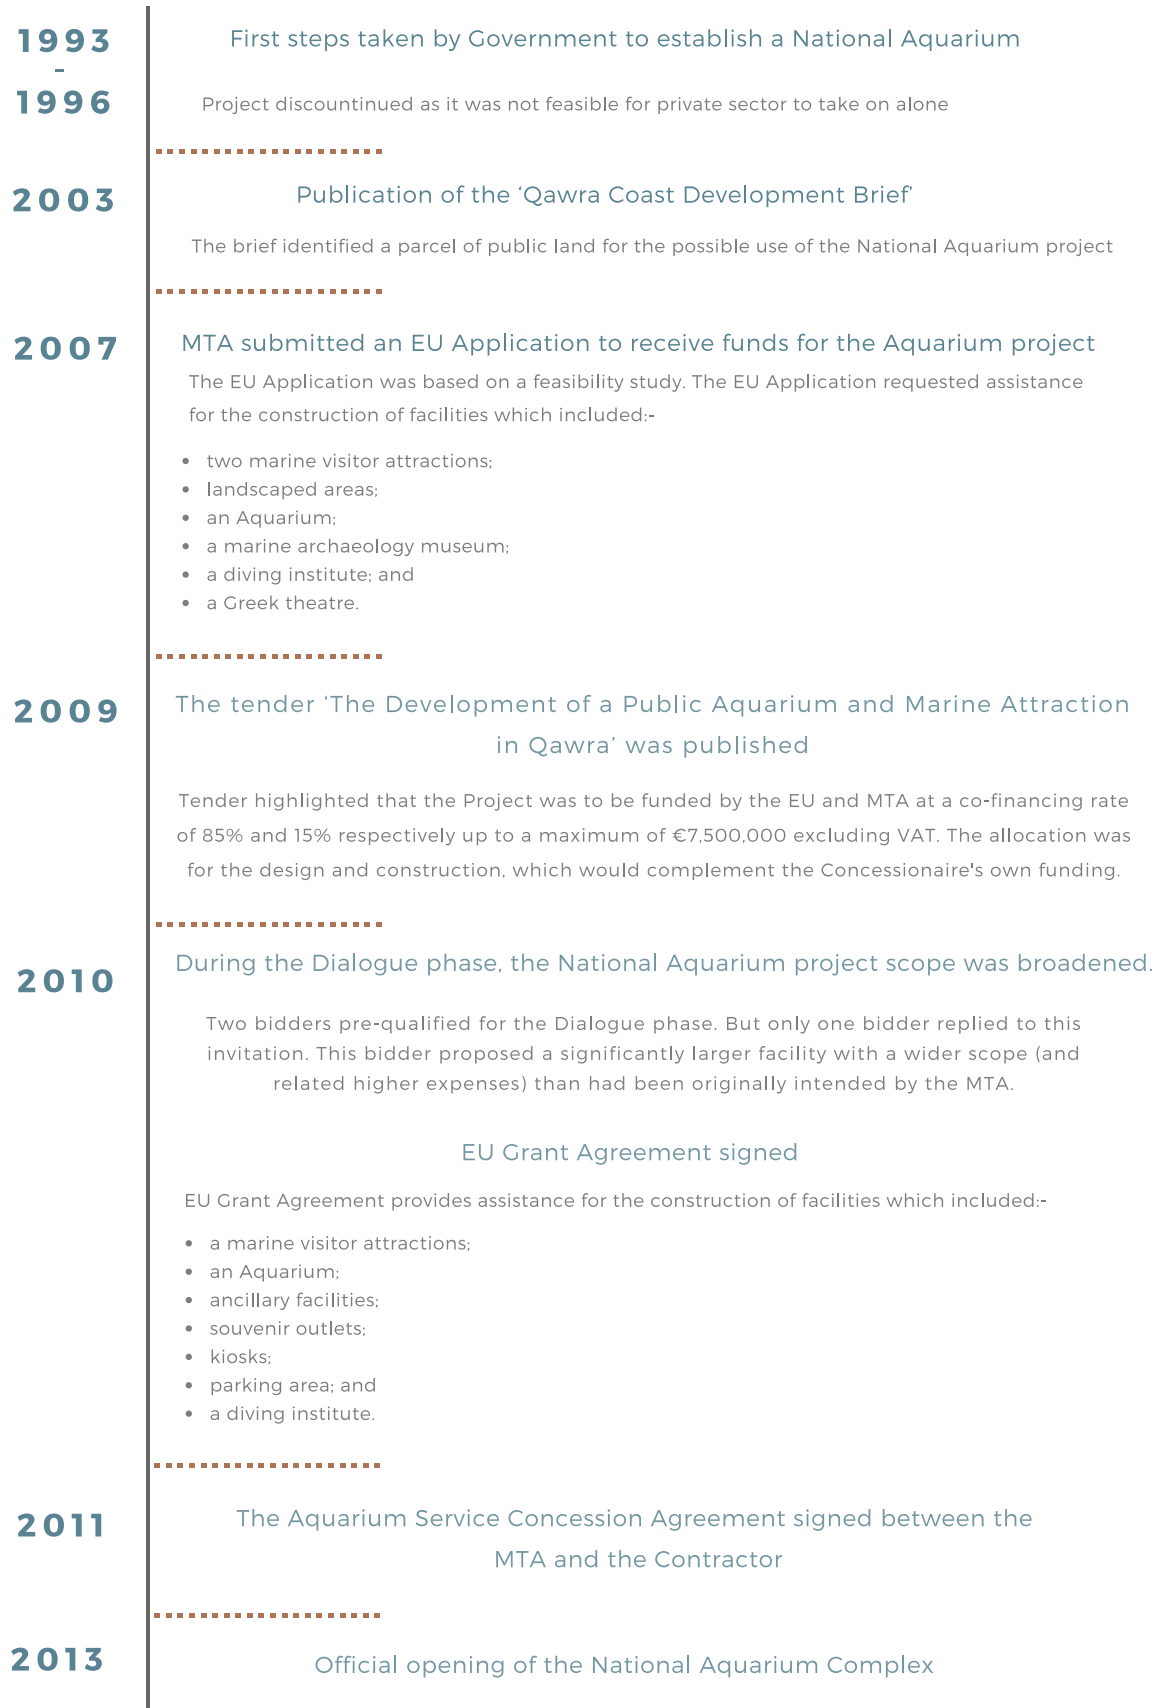 1993
–
1996
First steps taken by Government to establish a National Aquarium
Project discountinued as it was not feasible for private sector to take on alone
2003
Publication of the ‘Qawra Coast Development Brief’
The brief identified a parcel of public land for the possible use of the National Aquarium project
2007
MTA submitted an EU Application to receive funds for the Aquarium project
The EU Application was based on a feasibility study. The EU Application requested assistance
for the construction of facilities which included:-
• two marine visitor attractions;
• landscaped areas;
• an Aquarium;
• a marine archaeology museum;
• a diving institute; and
• a Greek theatre.
2009
The tender ‘The Development of a Public Aquarium and Marine Attraction
in Qawra’ was published
Tender highlighted that the Project was to be funded by the EU and MTA at a co-financing rate
of 85% and 15% respectively up to a maximum of €7,500,000 excluding VAT. The allocation was
for the design and construction, which would complement the Concessionaire's own funding.
2010
During the Dialogue phase, the National Aquarium project scope was broadened.
Two bidders pre-qualified for the Dialogue phase. But only one bidder replied to this
invitation. This bidder proposed a significantly larger facility with a wider scope (and
related higher expenses) than had been originally intended by the MTA.
EU Grant Agreement signed
EU Grant Agreement provides assistance for the construction of facilities which included:-
• a marine visitor attractions;
• an Aquarium;
• ancillary facilities;
• souvenir outlets;
• kiosks;
• parking area; and
• a diving institute.
2011
The Aquarium Service Concession Agreement signed between the
MTA and the Contractor
2013
Official opening of the National Aquarium Complex